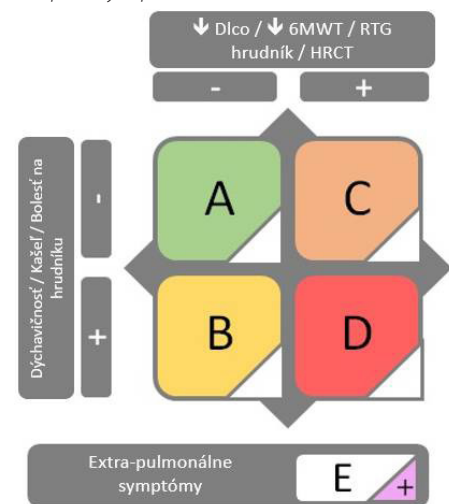 🡳 Dlco / 🡳 6MWT / RTG
hrudník / HRCT
- +
Dýchavičnosť / Kašeľ / Bolesť na
hrudníku
-
+
A C
B D
Extra-pulmonálne
symptómy
E +